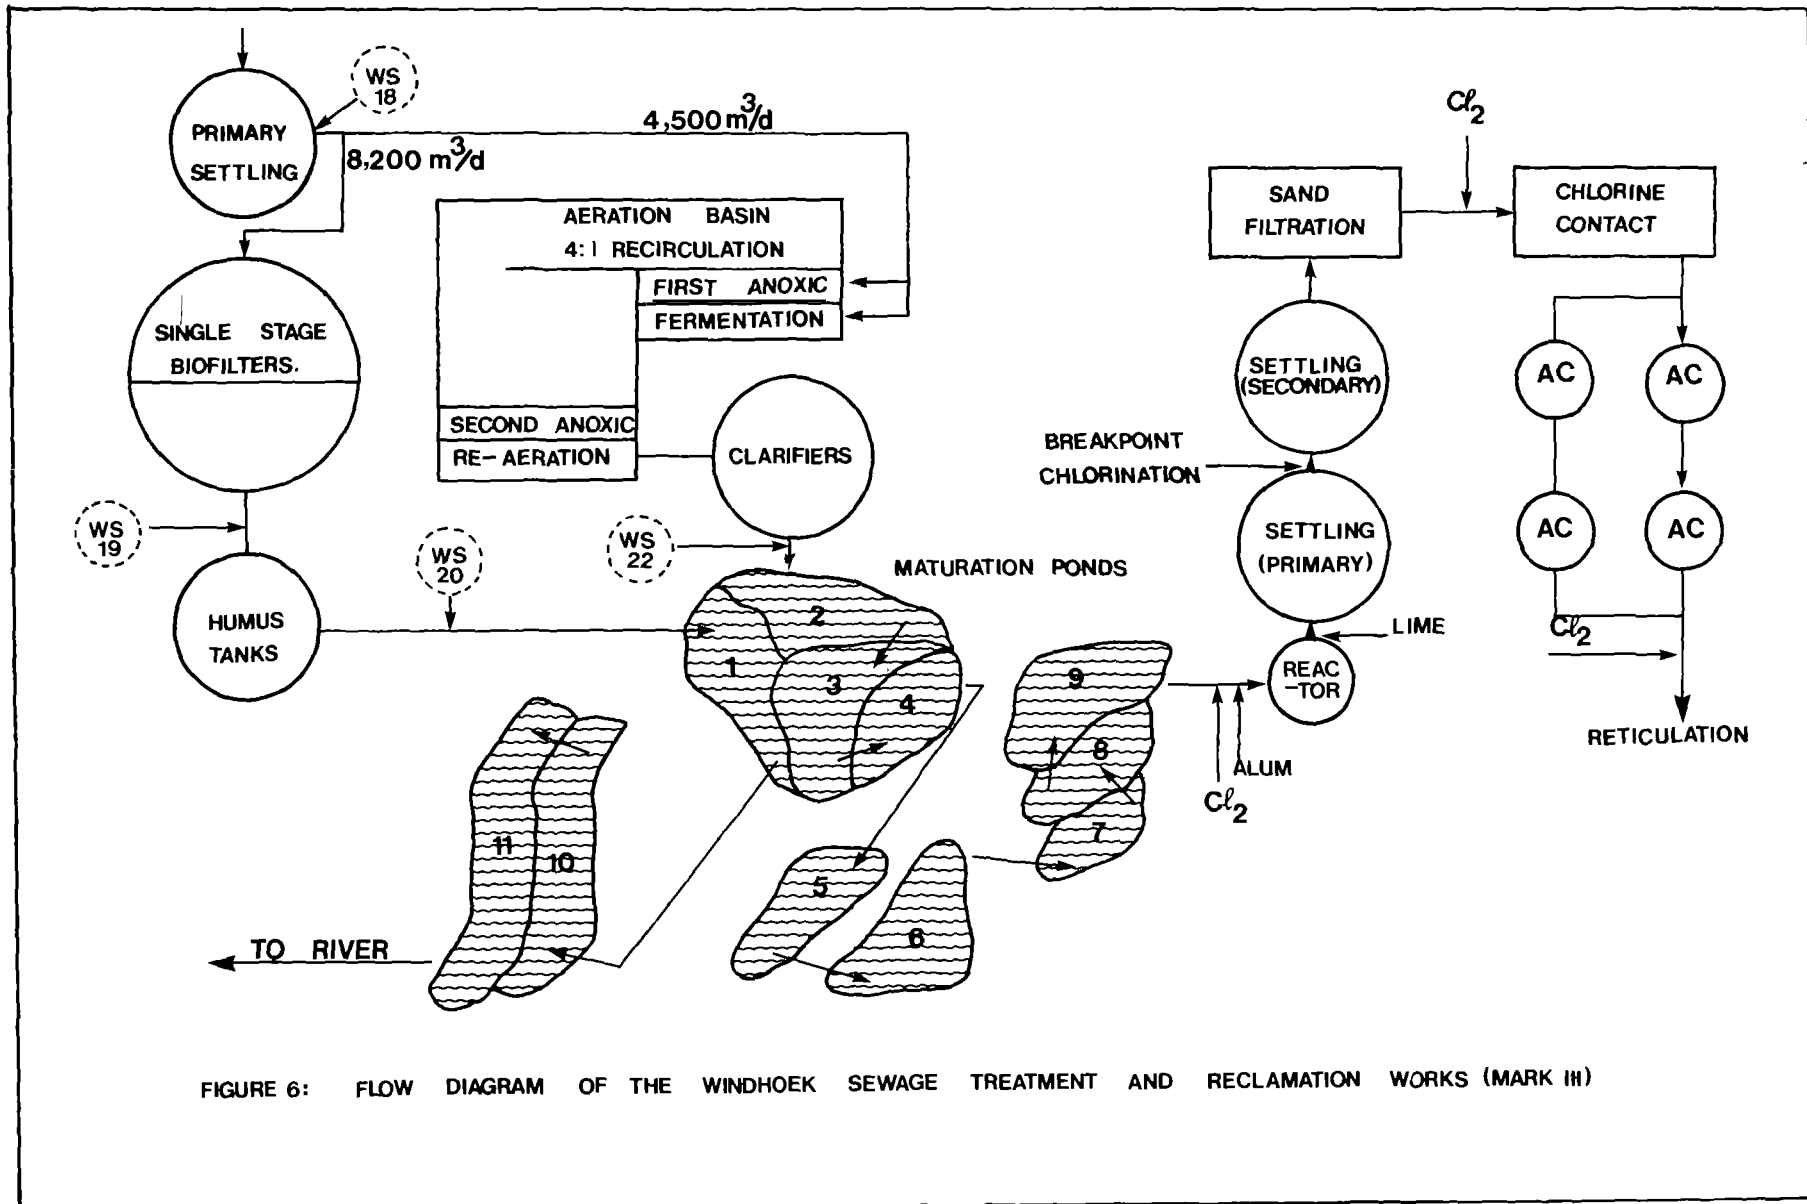 WS
18
PRIMARY
SETTLING
4,500 m³/d
8,200 m³/d
AERATION BASIN
4:1 RECIRCULATION
FIRST ANOXIC
FERMENTATION
SINGLE STAGE
BIOFILTERS.
SECOND ANOXIC
RE-AERATION
CLARIFIERS
WS
19
WS
20
WS
22
HUMUS
TANKS
MATURATION PONDS
1
2
3
4
5
6
7
8
9
10
11
TO RIVER
Cl₂
ALUM
REAC
-TOR
LIME
SETTLING
(PRIMARY)
BREAKPOINT
CHLORINATION
SETTLING
(SECONDARY)
SAND
FILTRATION
Cl₂
CHLORINE
CONTACT
AC
AC
AC
AC
Cl₂
RETICULATION
FIGURE 6: FLOW DIAGRAM OF THE WINDHOEK SEWAGE TREATMENT AND RECLAMATION WORKS (MARK III)